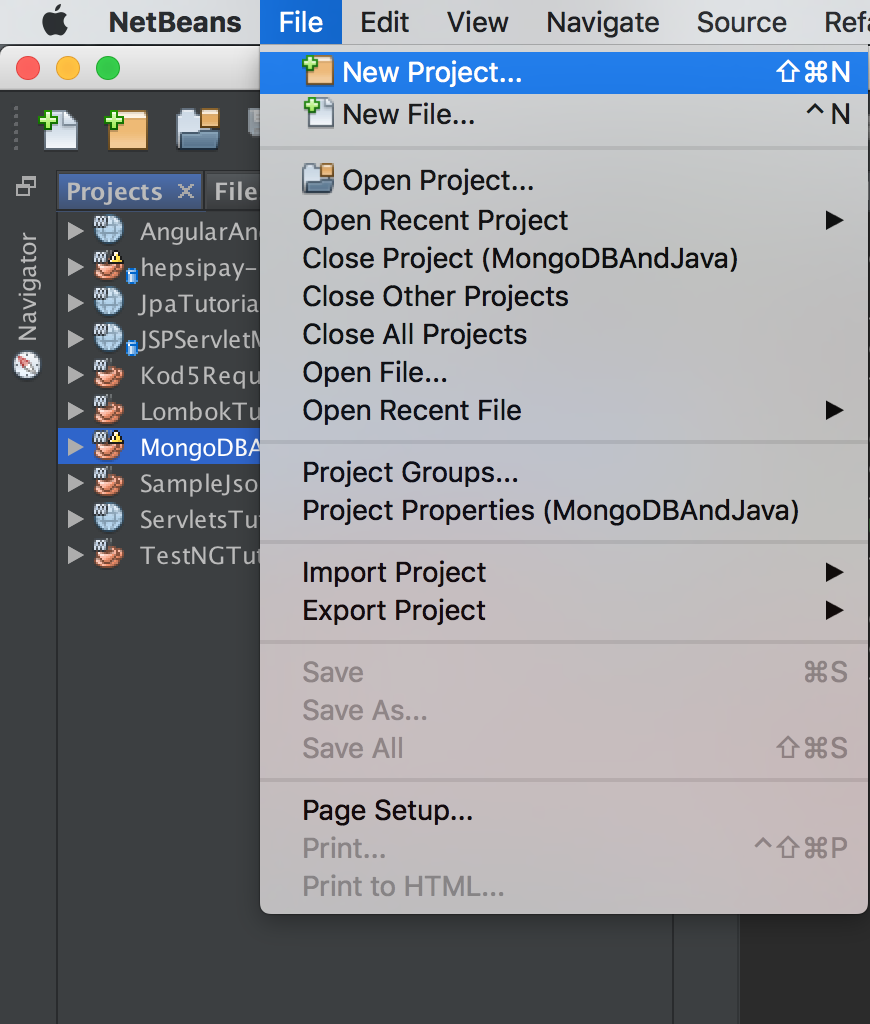 NetBeans File Edit View Navigate Source Refa
New Project... ⇧⌘N
New File... ^N
Open Project...
Open Recent Project ▶
Close Project (MongoDBAndJava)
Close Other Projects
Close All Projects
Open File...
Open Recent File ▶
Project Groups...
Project Properties (MongoDBAndJava)
Import Project ▶
Export Project ▶
Save ⌘S
Save As...
Save All ⇧⌘S
Page Setup...
Print... ^⇧⌘P
Print to HTML...
Navigator
Projects × File
AngularAn
hepsipay-
JpaTutoria
JSPServletM
Kod5Requ
LombokTu
MongoDBA
SampleJso
ServletsTut
TestNGTut